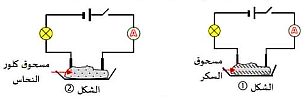 A
A
مسحوق
السكر
الشكل ①
مسحوق كلور
النحاس
الشكل ②